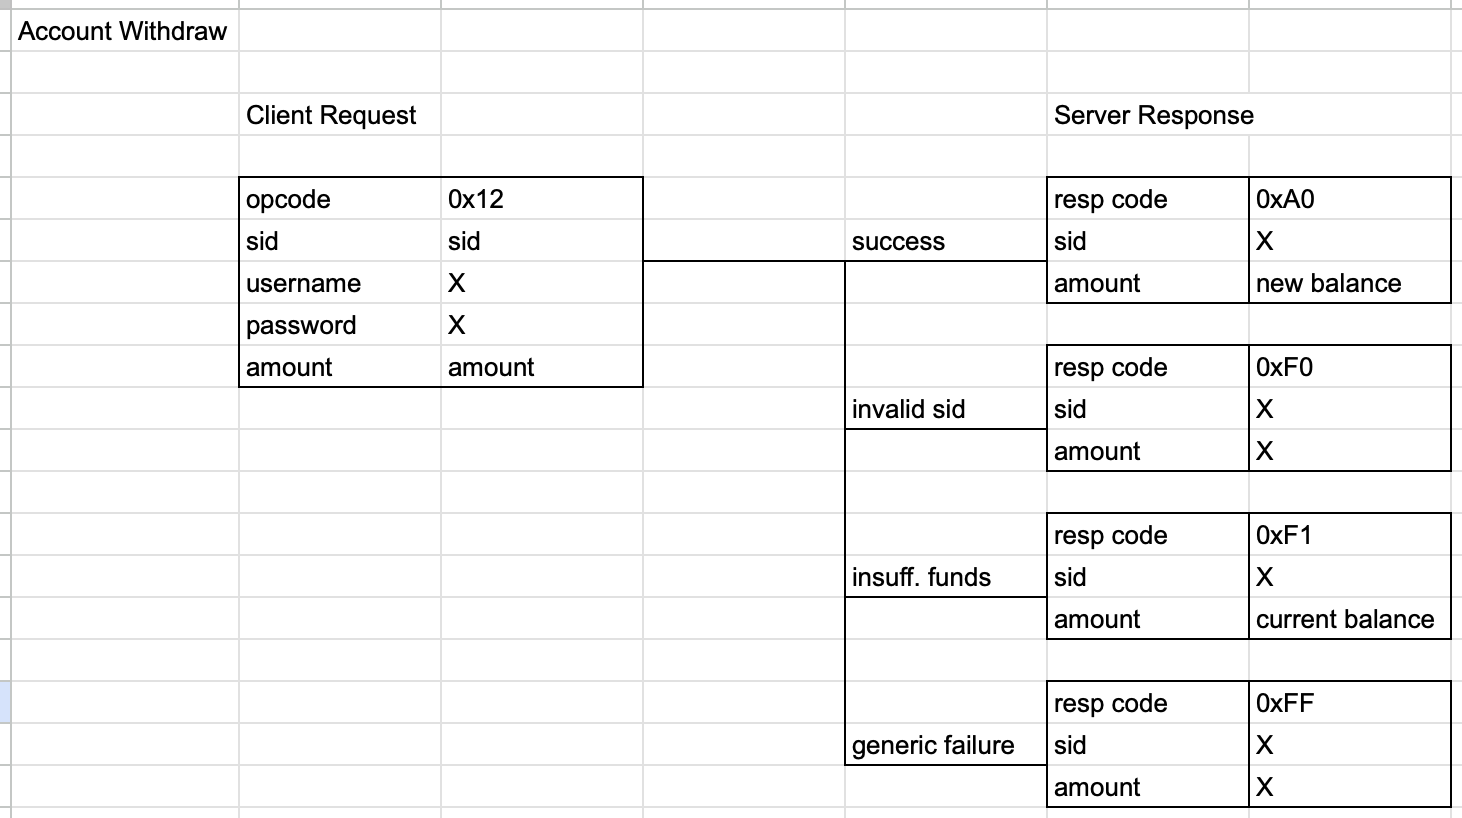 Account Withdraw
Client Request Server Response
opcode 0x12 resp code 0xA0
sid sid success sid X
username X amount new balance
password X
amount amount resp code 0xF0
invalid sid sid X
amount X
resp code 0xF1
insuff. funds sid X
amount current balance
resp code 0xFF
generic failure sid X
amount X